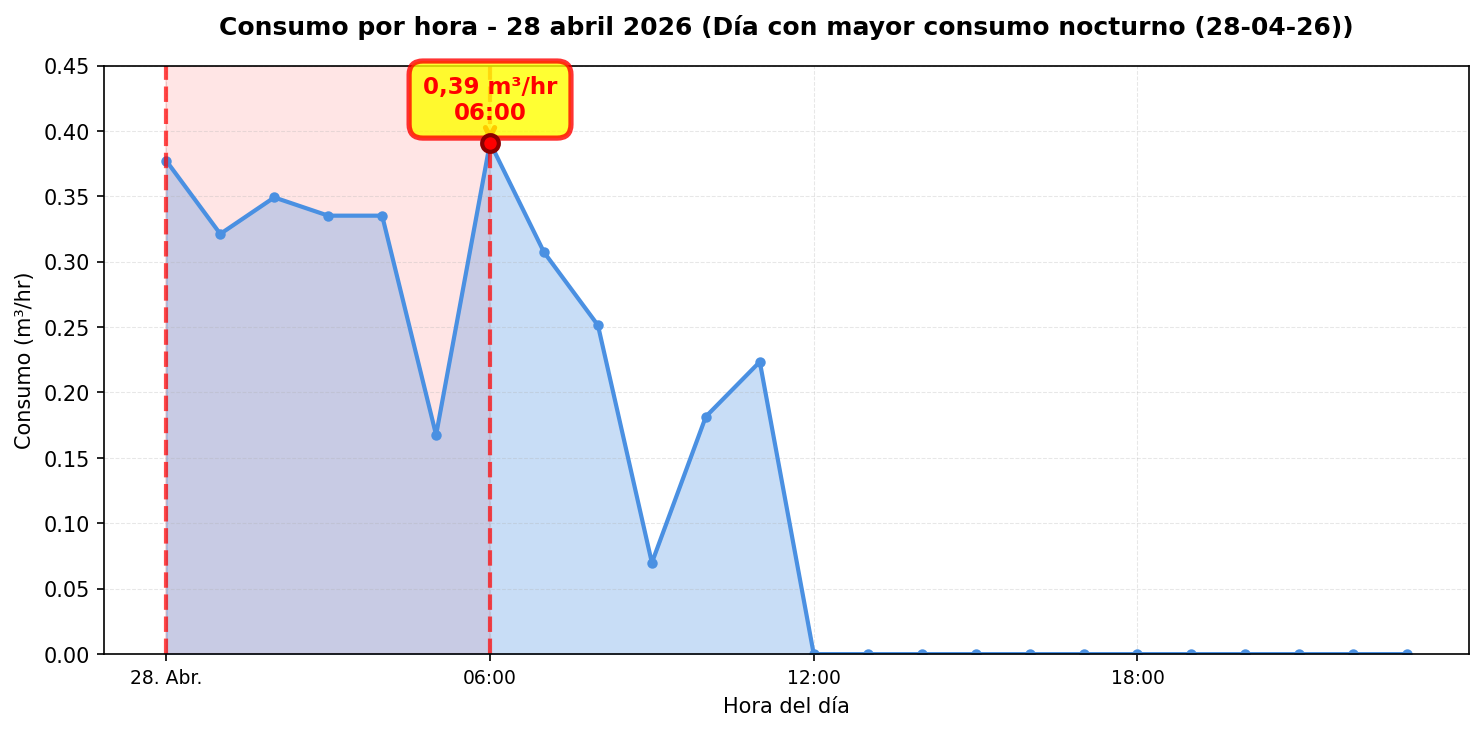 Consumo por hora - 28 abril 2026 (Día con mayor consumo nocturno (28-04-26))
0,39 m³/hr
06:00
Consumo (m³/hr)
0.45
0.40
0.35
0.30
0.25
0.20
0.15
0.10
0.05
0.00
28. Abr.
06:00
12:00
18:00
Hora del día